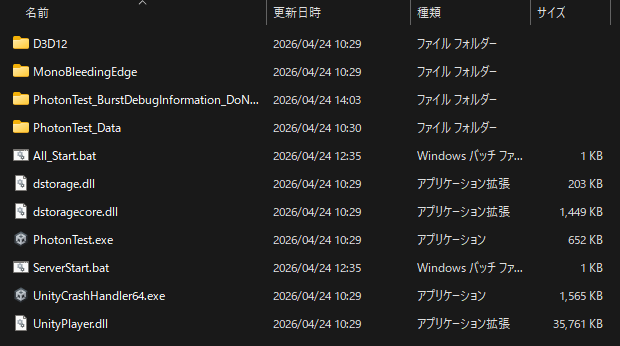 名前 更新日時 種類 サイズ
D3D12 2026/04/24 10:29 ファイル フォルダー
MonoBleedingEdge 2026/04/24 10:29 ファイル フォルダー
PhotonTest_BurstDebugInformation_DoN... 2026/04/24 14:03 ファイル フォルダー
PhotonTest_Data 2026/04/24 10:30 ファイル フォルダー
All_Start.bat 2026/04/24 12:35 Windows バッチ ファ... 1 KB
dstorage.dll 2026/04/24 10:29 アプリケーション拡張 203 KB
dstoragecore.dll 2026/04/24 10:29 アプリケーション拡張 1,449 KB
PhotonTest.exe 2026/04/24 10:29 アプリケーション 652 KB
ServerStart.bat 2026/04/24 12:35 Windows バッチ ファ... 1 KB
UnityCrashHandler64.exe 2026/04/24 10:29 アプリケーション 1,565 KB
UnityPlayer.dll 2026/04/24 10:29 アプリケーション拡張 35,761 KB